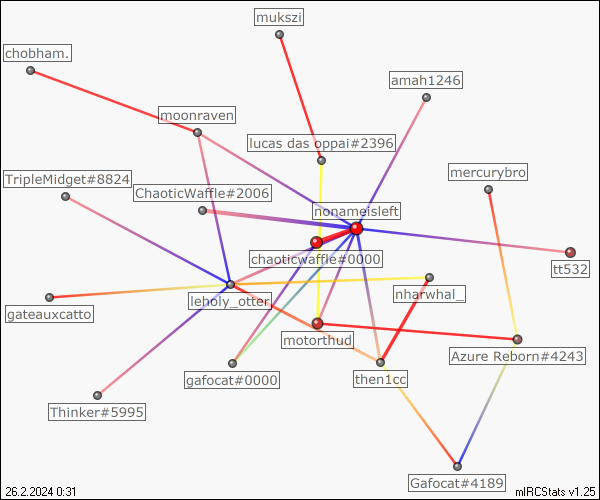 mukszi
chobham.
amah1246
moonraven
lucas das oppai#2396
mercurybro
TripleMidget#8824
ChaoticWaffle#2006
nonameisleft
chaoticwaffle#0000
tt532
leholy_otter
nharwhal_
gateauxcatto
motorthud
Azure Reborn#4243
gafocat#0000
then1cc
Thinker#5995
Gafocat#4189
26.2.2024 0:31
mIRCStats v1.25